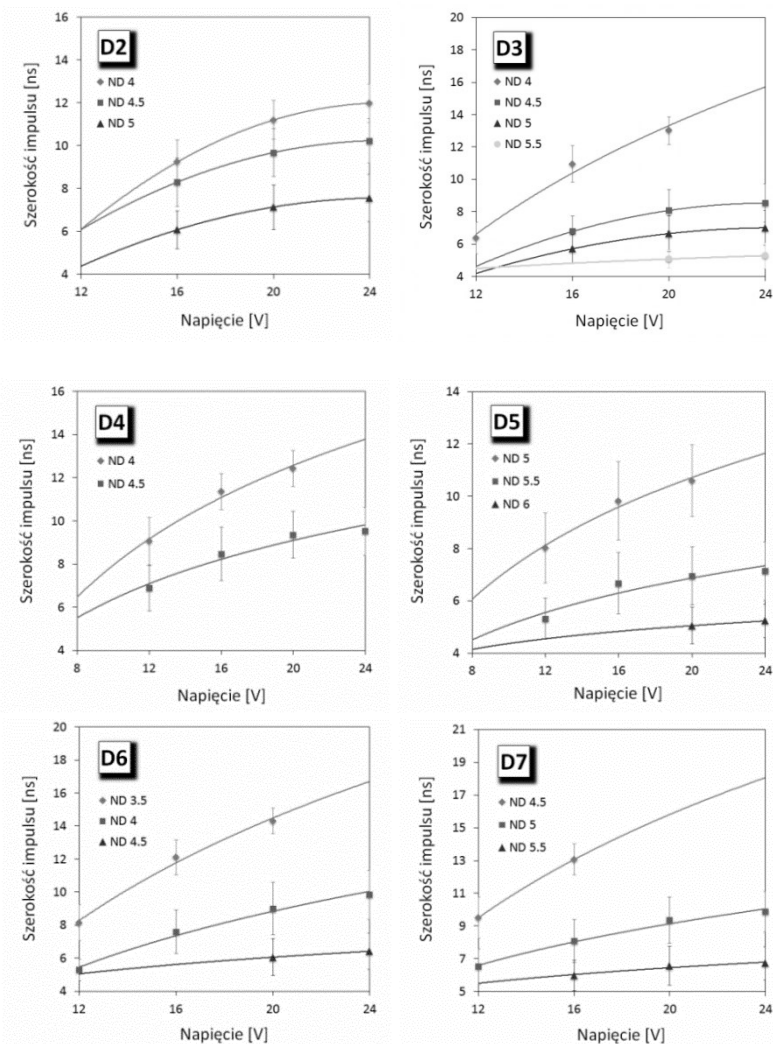 D2
Szerokość impulsu [ns]
16
14
12
10
8
6
4
ND 4
ND 4.5
ND 5
12 16 20 24
Napięcie [V]
D3
Szerokość impulsu [ns]
20
18
16
14
12
10
8
6
4
ND 4
ND 4.5
ND 5
ND 5.5
12 16 20 24
Napięcie [V]
D4
Szerokość impulsu [ns]
16
14
12
10
8
6
4
ND 4
ND 4.5
8 12 16 20 24
Napięcie [V]
D5
Szerokość impulsu [ns]
14
12
10
8
6
4
ND 5
ND 5.5
ND 6
8 12 16 20 24
Napięcie [V]
D6
Szerokość impulsu [ns]
20
18
16
14
12
10
8
6
4
ND 3.5
ND 4
ND 4.5
12 16 20 24
Napięcie [V]
D7
Szerokość impulsu [ns]
21
19
17
15
13
11
9
7
5
ND 4.5
ND 5
ND 5.5
12 16 20 24
Napięcie [V]